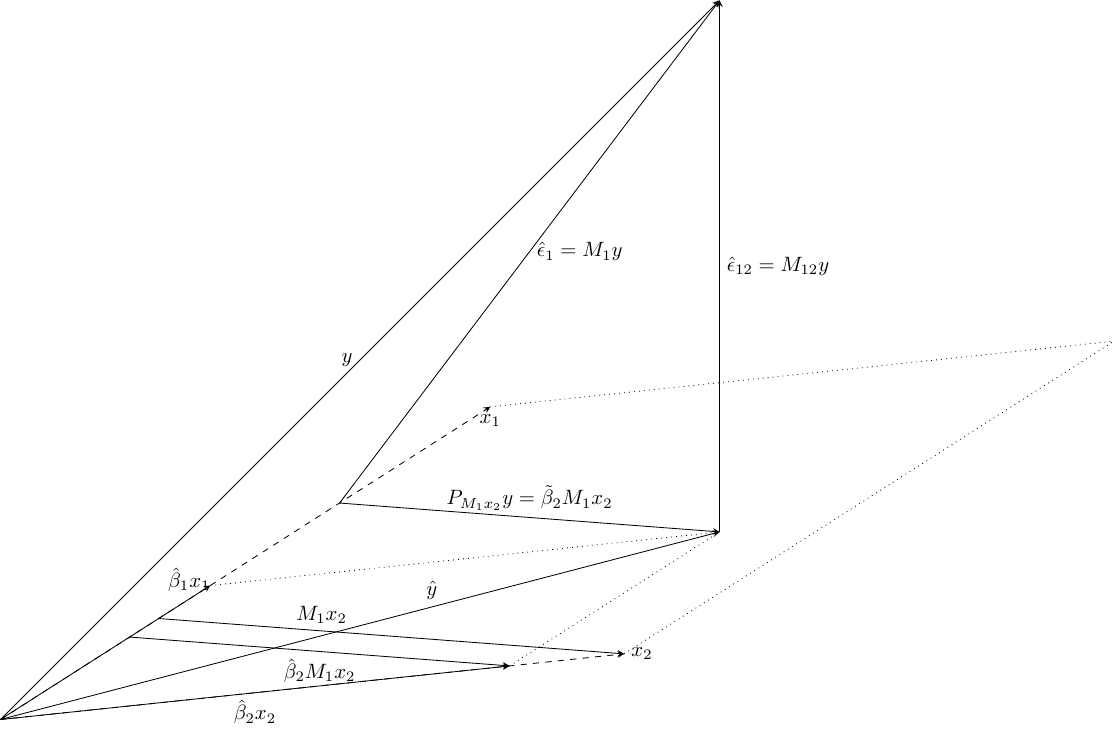 ϵ̂₁ = M₁y
ϵ̂₁₂ = M₁₂y
y
x₁
P_{M₁x₂}y = β̃₂M₁x₂
β̂₁x₁
ŷ
M₁x₂
x₂
β̂₂M₁x₂
β̂₂x₂